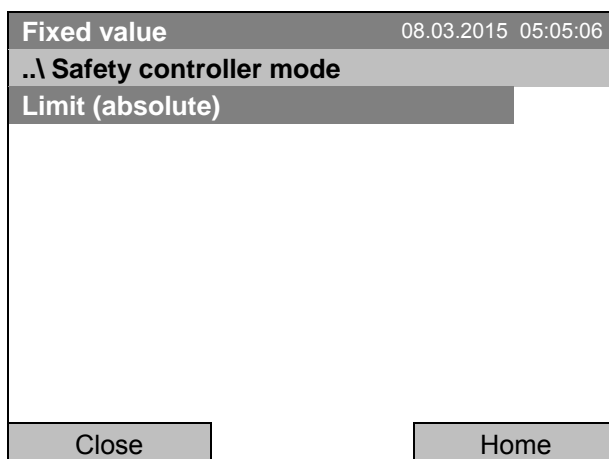 Fixed value 08.03.2015 05:05:06
..\ Safety controller mode
Limit (absolute)
Close Home